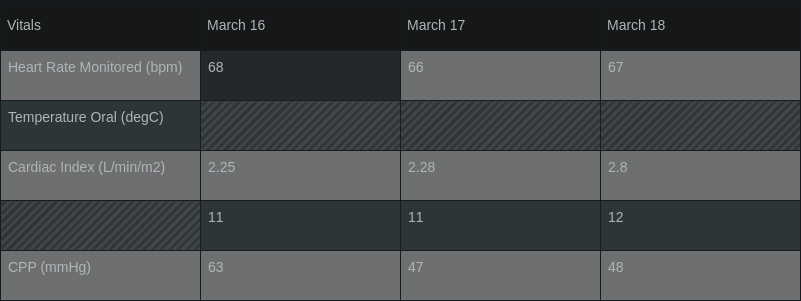 Vitals March 16 March 17 March 18
Heart Rate Monitored (bpm) 68 66 67
Temperature Oral (degC)
Cardiac Index (L/min/m2) 2.25 2.28 2.8
11 11 12
CPP (mmHg) 63 47 48